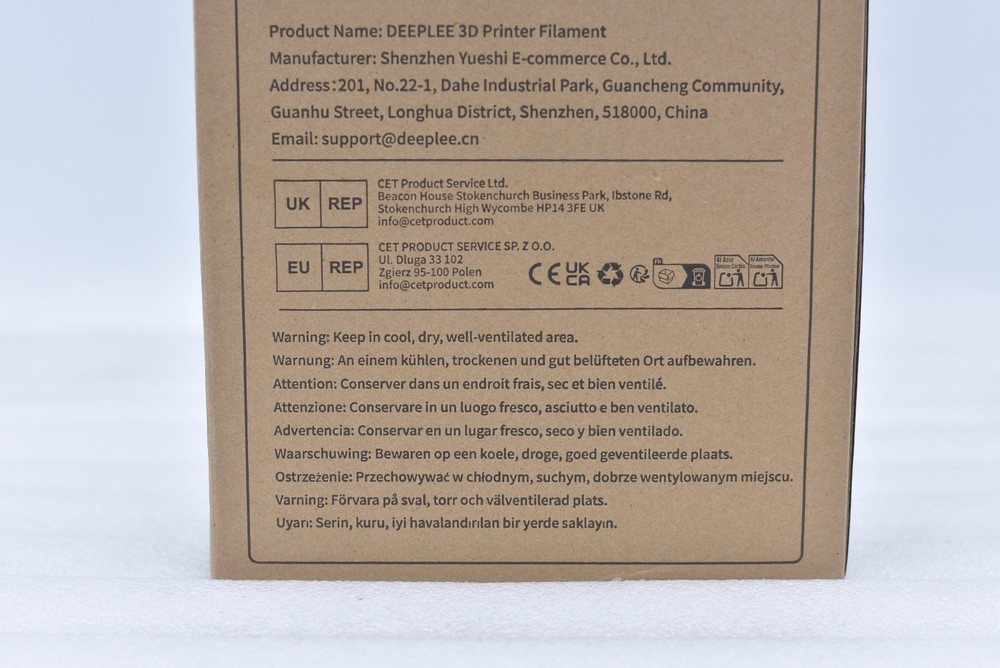 Product Name: DEEPLEE 3D Printer Filament
Manufacturer: Shenzhen Yueshi E-commerce Co., Ltd.
Address:201, No.22-1, Dahe Industrial Park, Guancheng Community,
Guanhu Street, Longhua District, Shenzhen, 518000, China
Email: support@deeplee.cn
UK REP
CET Product Service Ltd.
Beacon House Stokenchurch Business Park, Ibstone Rd,
Stokenchurch High Wycombe HP14 3FE UK
info@cetproduct.com
EU REP
CET PRODUCT SERVICE SP. Z O.O.
Ul. Dluga 33 102
Zgierz 95-100 Polen
info@cetproduct.com
CE UK CA
FR
Al Azul
Al Amarillo
Warning: Keep in cool, dry, well-ventilated area.
Warnung: An einem kühlen, trockenen und gut belüfteten Ort aufbewahren.
Attention: Conserver dans un endroit frais, sec et bien ventilé.
Attenzione: Conservare in un luogo fresco, asciutto e ben ventilato.
Advertencia: Conservar en un lugar fresco, seco y bien ventilado.
Waarschuwing: Bewaren op een koele, droge, goed geventileerde plaats.
Ostrzeżenie: Przechowywać w chłodnym, suchym, dobrze wentylowanym miejscu.
Varning: Förvara på sval, torr och välventilerad plats.
Uyarı: Serin, kuru, iyi havalandırılan bir yerde saklayın.